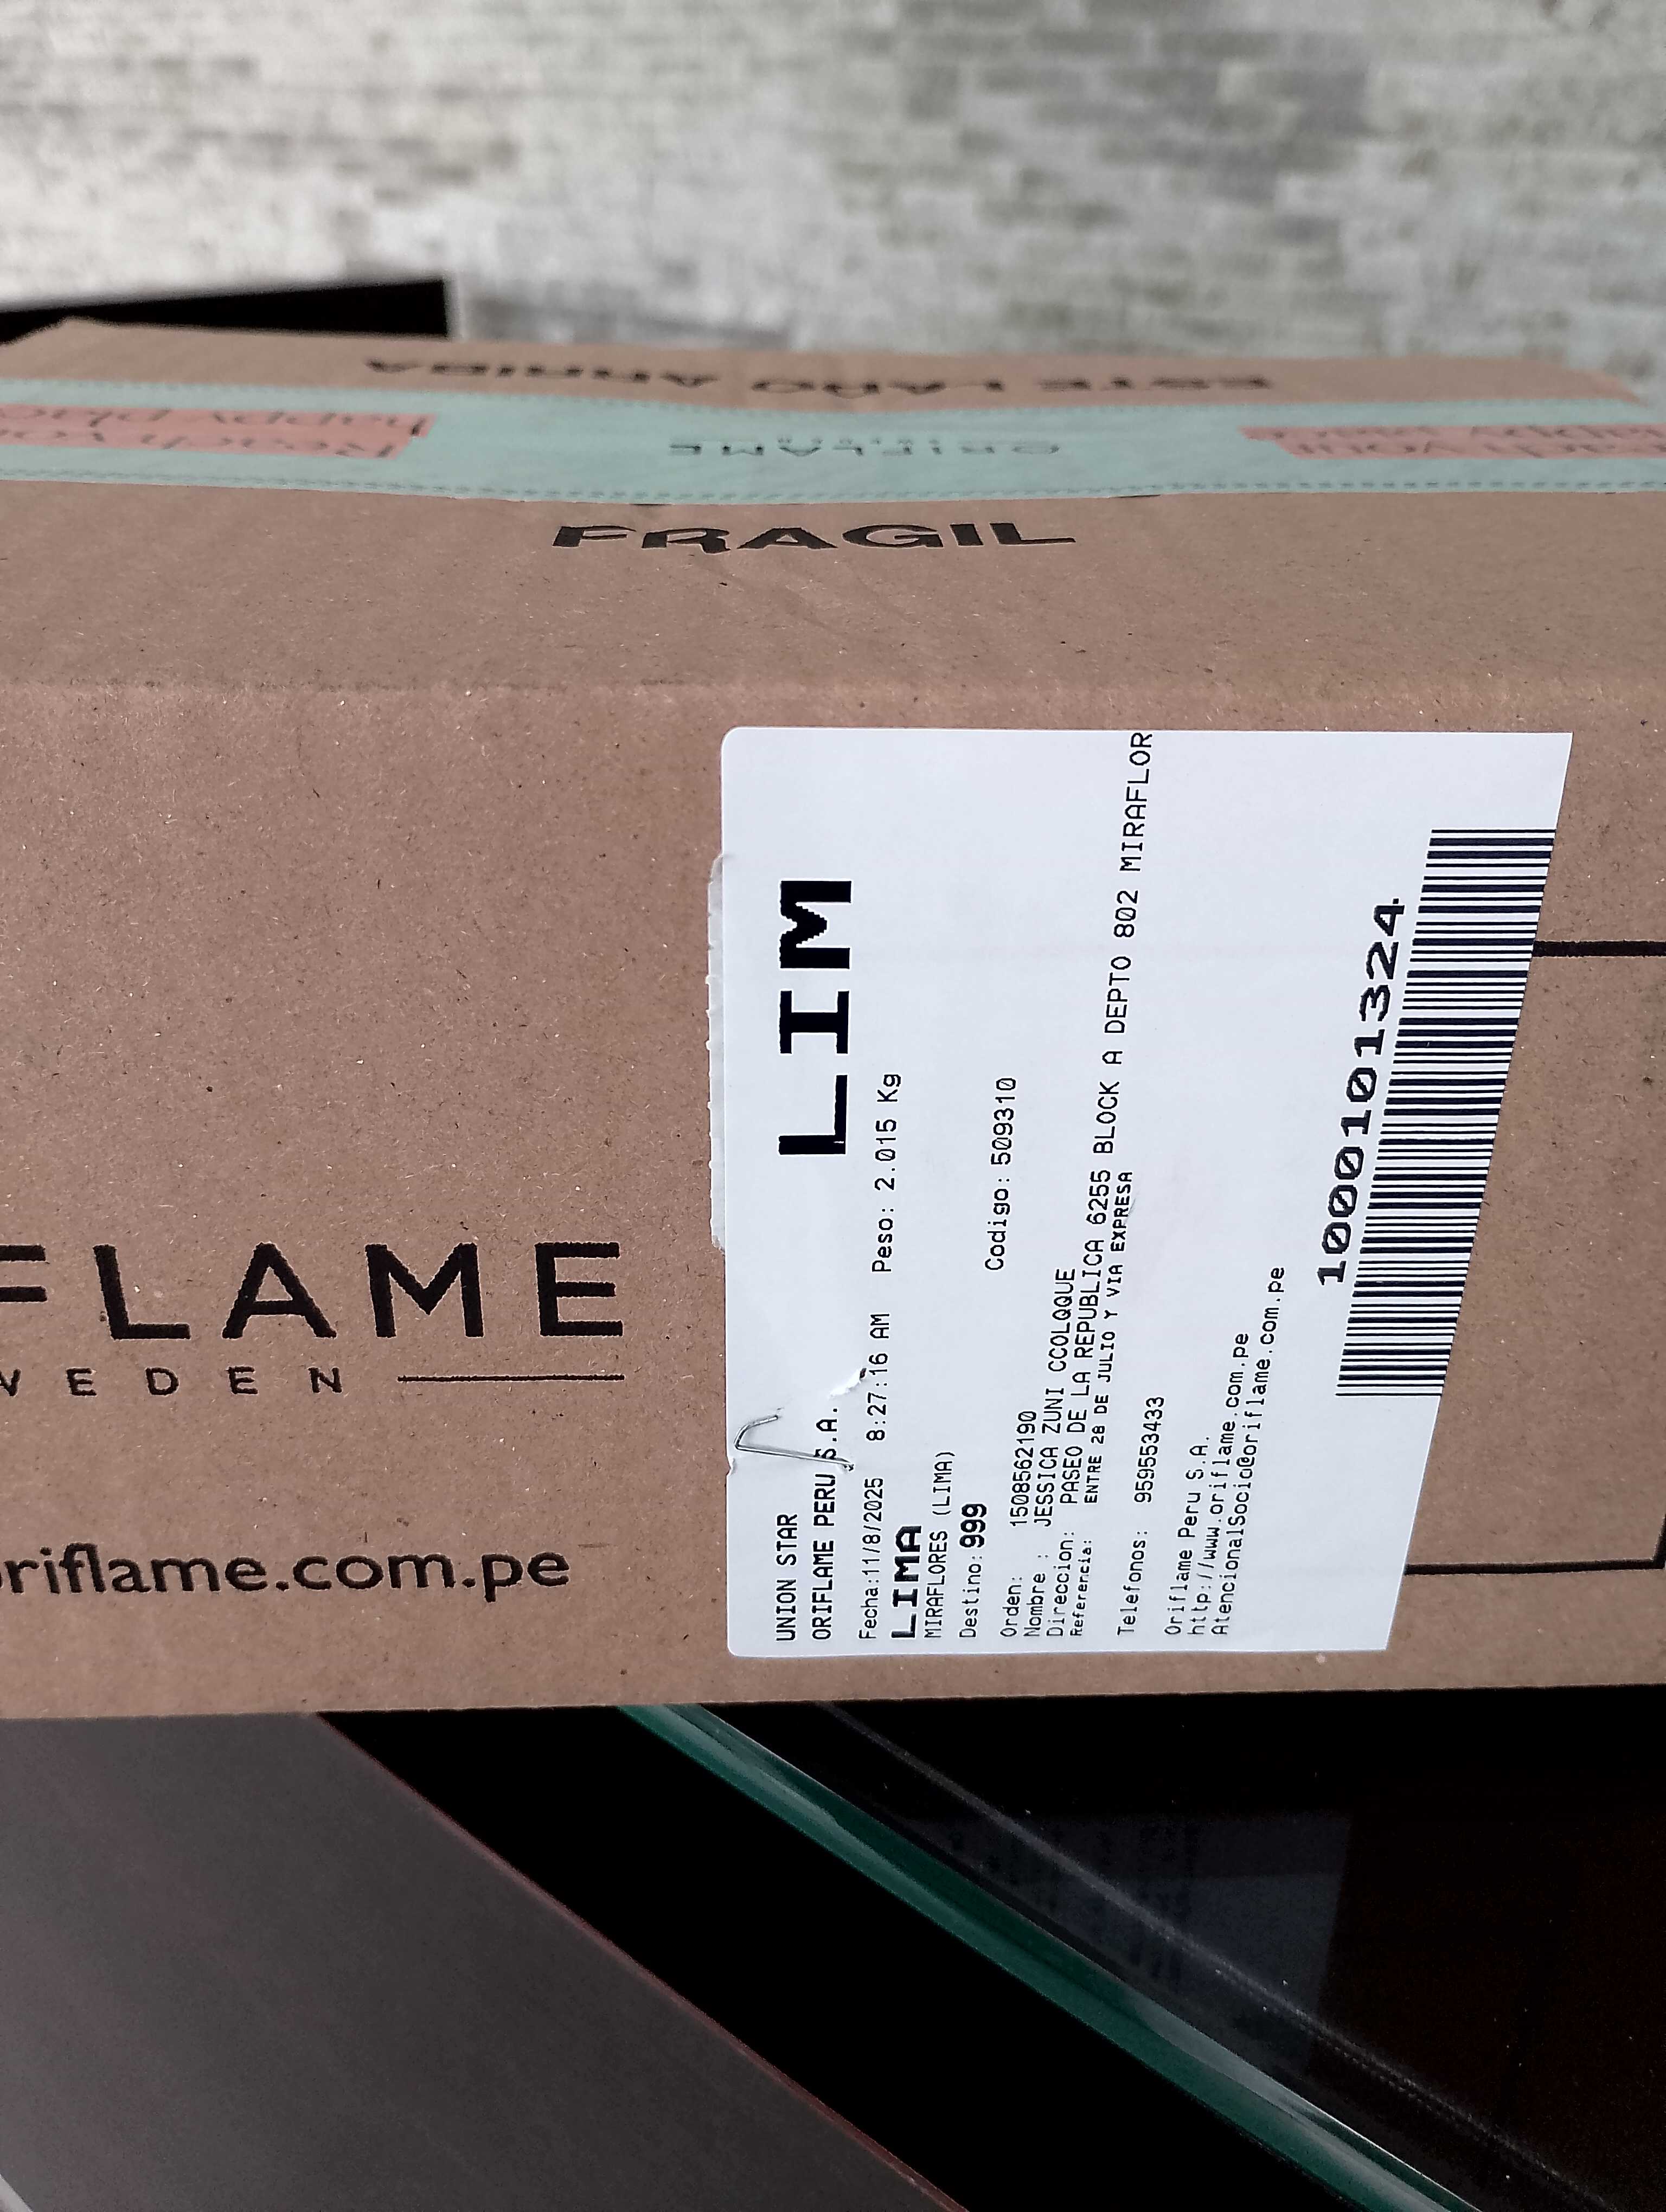 ESTE LADO ARRIBA
ORIFLAME
SWEDEN
FRAGIL
FLAME
WEDEN
oriflame.com.pe
LIM
UNION STAR
ORIFLAME PERU S.A.
Fecha:11/8/2025 8:27:16 AM Peso: 2.015 Kg
LIMA
MIRAFLORES (LIMA)
Destino:999
Orden: 1508562190 Codigo: 509310
Nombre : JESSICA ZUNI CCOLQQUE
Direccion: PASEO DE LA REPUBLICA 6255 BLOCK A DEPTO 802 MIRAFLOR
Referencia: ENTRE 28 DE JULIO Y VIA EXPRESA
Telefonos: 959553433
Oriflame Peru S.A.
http://www.oriflame.com.pe
AtencionalSocio@oriflame.com.pe
1000101324